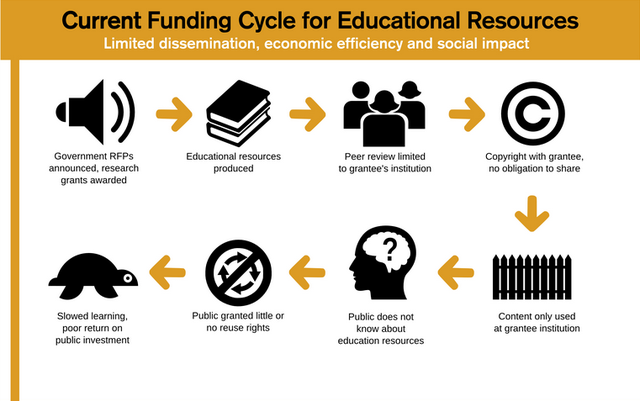 Current Funding Cycle for Educational Resources
Limited dissemination, economic efficiency and social impact
Government RFPs
announced, research
grants awarded
Educational resources
produced
Peer review limited
to grantee's institution
Copyright with grantee,
no obligation to share
C
Content only used
at grantee institution
?
Public does not
know about
education resources
Public granted little or
no reuse rights
Slowed learning,
poor return on
public investment